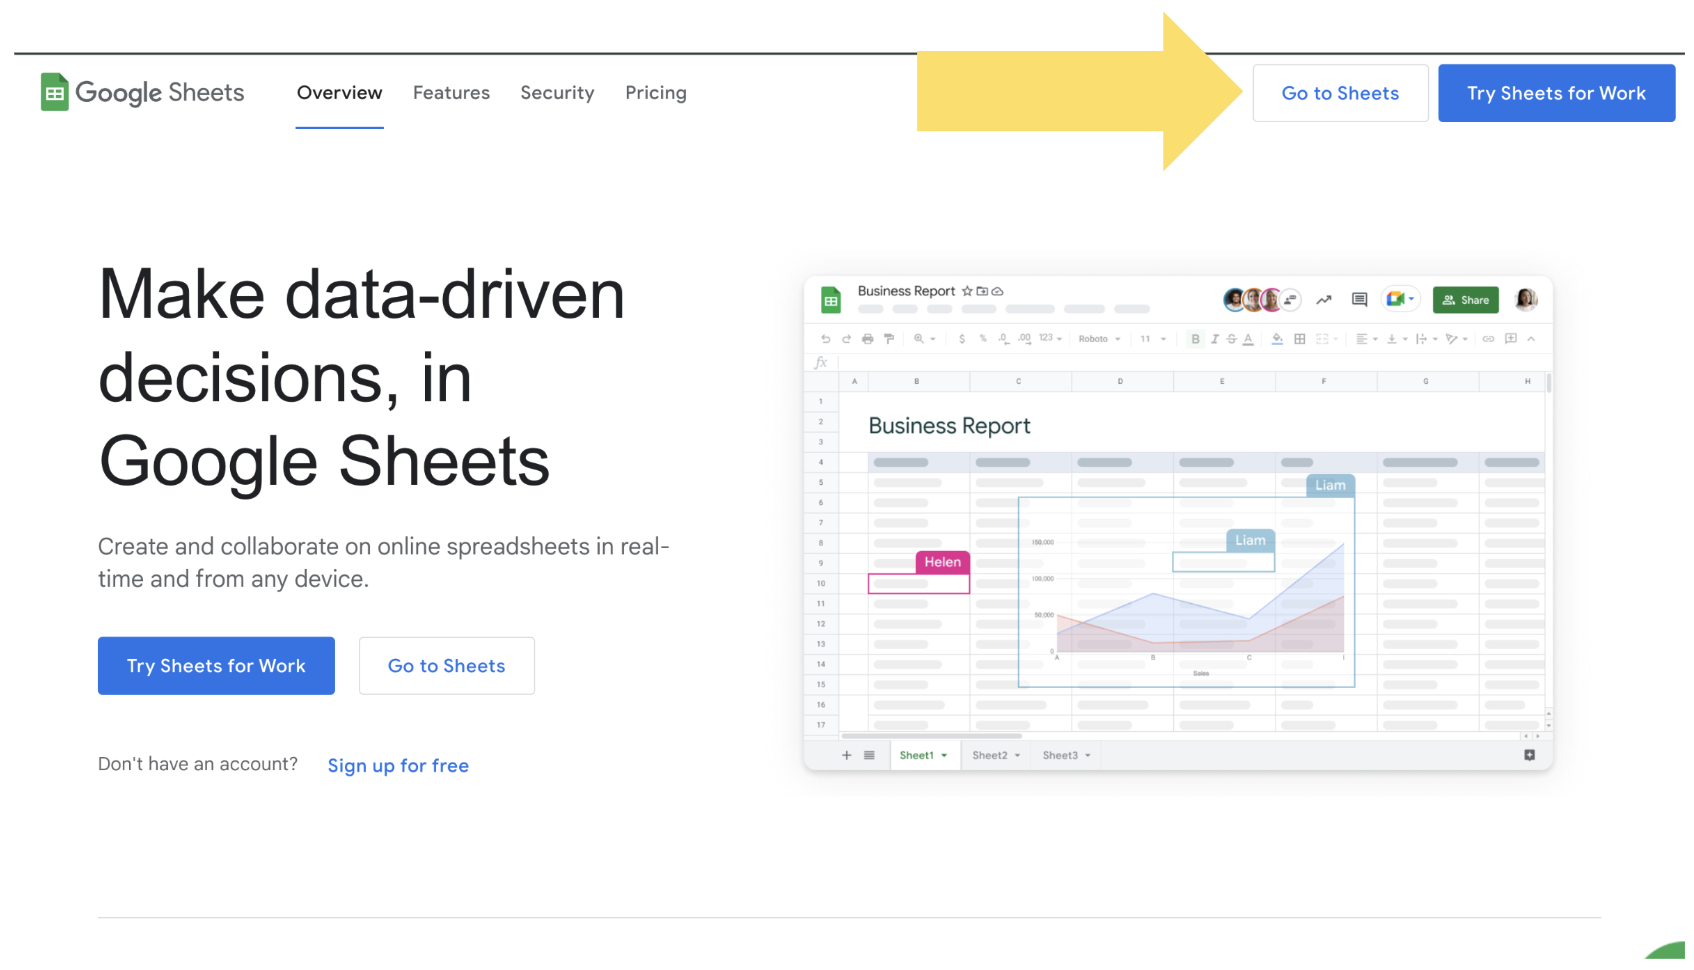 Google Sheets
Overview
Features
Security
Pricing
Go to Sheets
Try Sheets for Work
Make data-driven
decisions, in
Google Sheets
Create and collaborate on online spreadsheets in real-
time and from any device.
Try Sheets for Work
Go to Sheets
Don't have an account?
Sign up for free
Business Report
Share
$ % .0 .00 123
Roboto
11
B I S A
fx
A B C D E F G H
1
2
Business Report
3
4
5
Liam
6
7
8
150,000
Liam
9
Helen
10
100,000
11
50,000
12
13
0
14
A B C
Sales
15
16
17
Sheet1
Sheet2
Sheet3